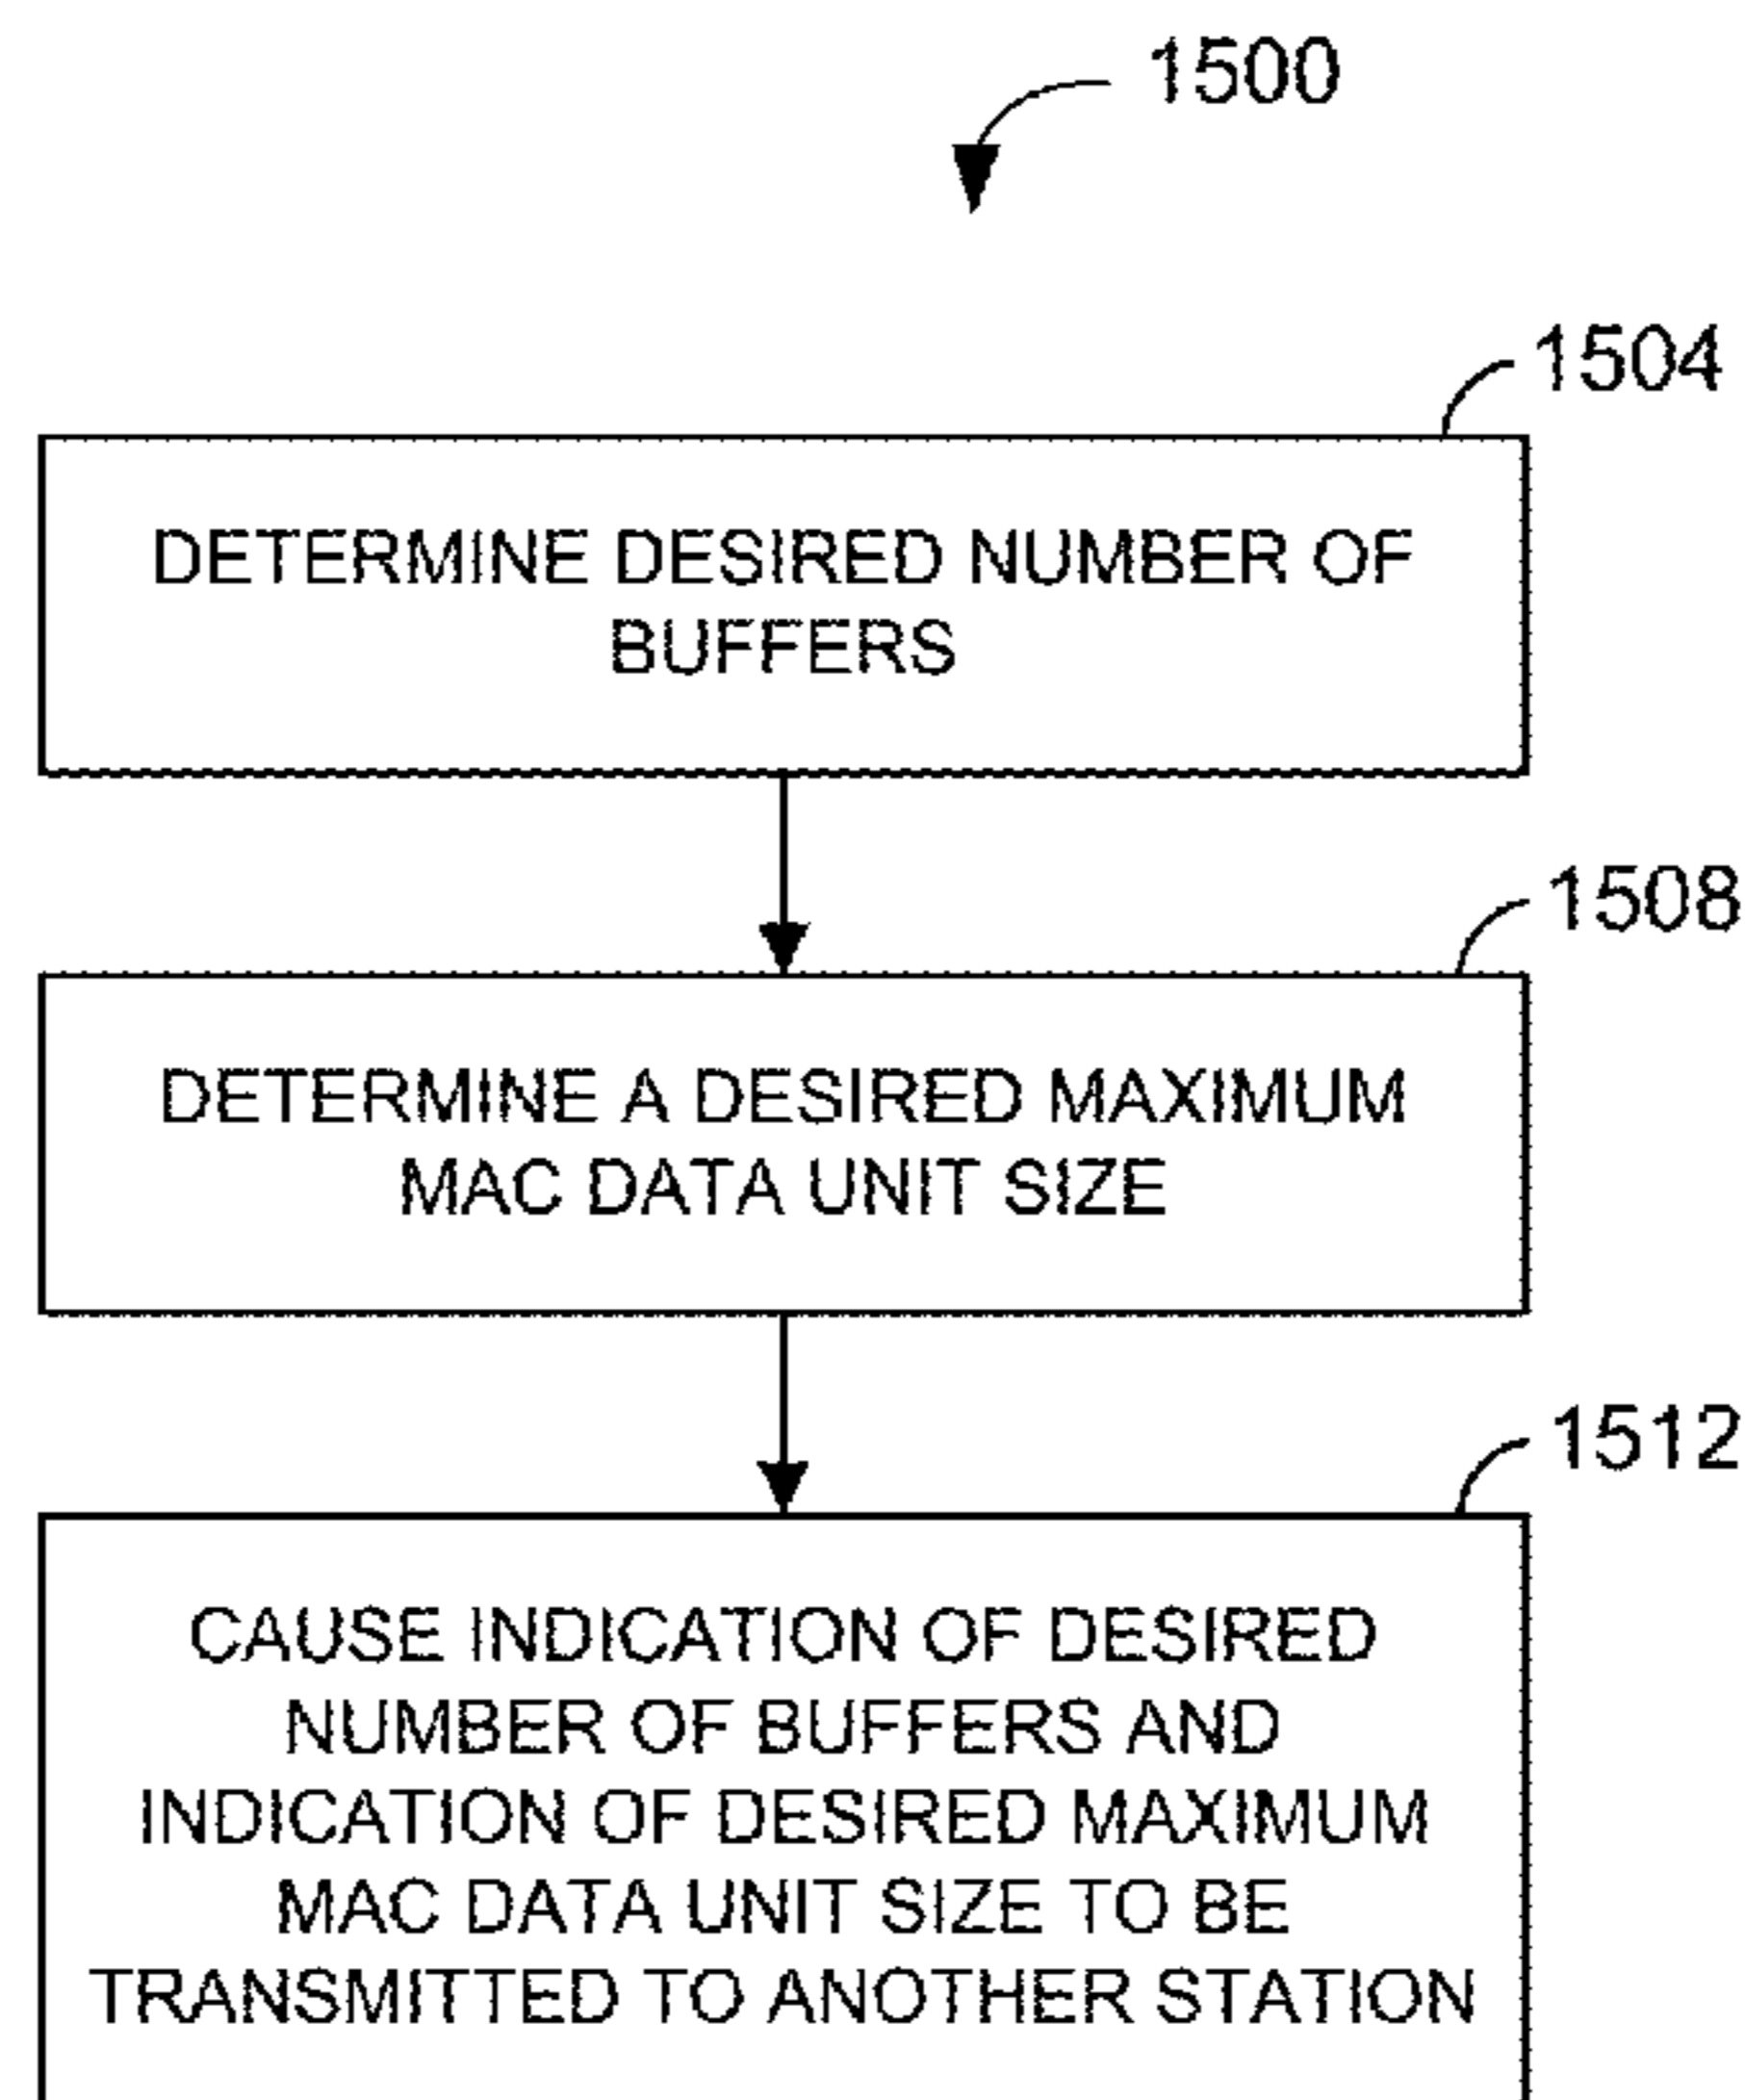 1500
1504
DETERMINE DESIRED NUMBER OF
BUFFERS
1508
DETERMINE A DESIRED MAXIMUM
MAC DATA UNIT SIZE
1512
CAUSE INDICATION OF DESIRED
NUMBER OF BUFFERS AND
INDICATION OF DESIRED MAXIMUM
MAC DATA UNIT SIZE TO BE
TRANSMITTED TO ANOTHER STATION